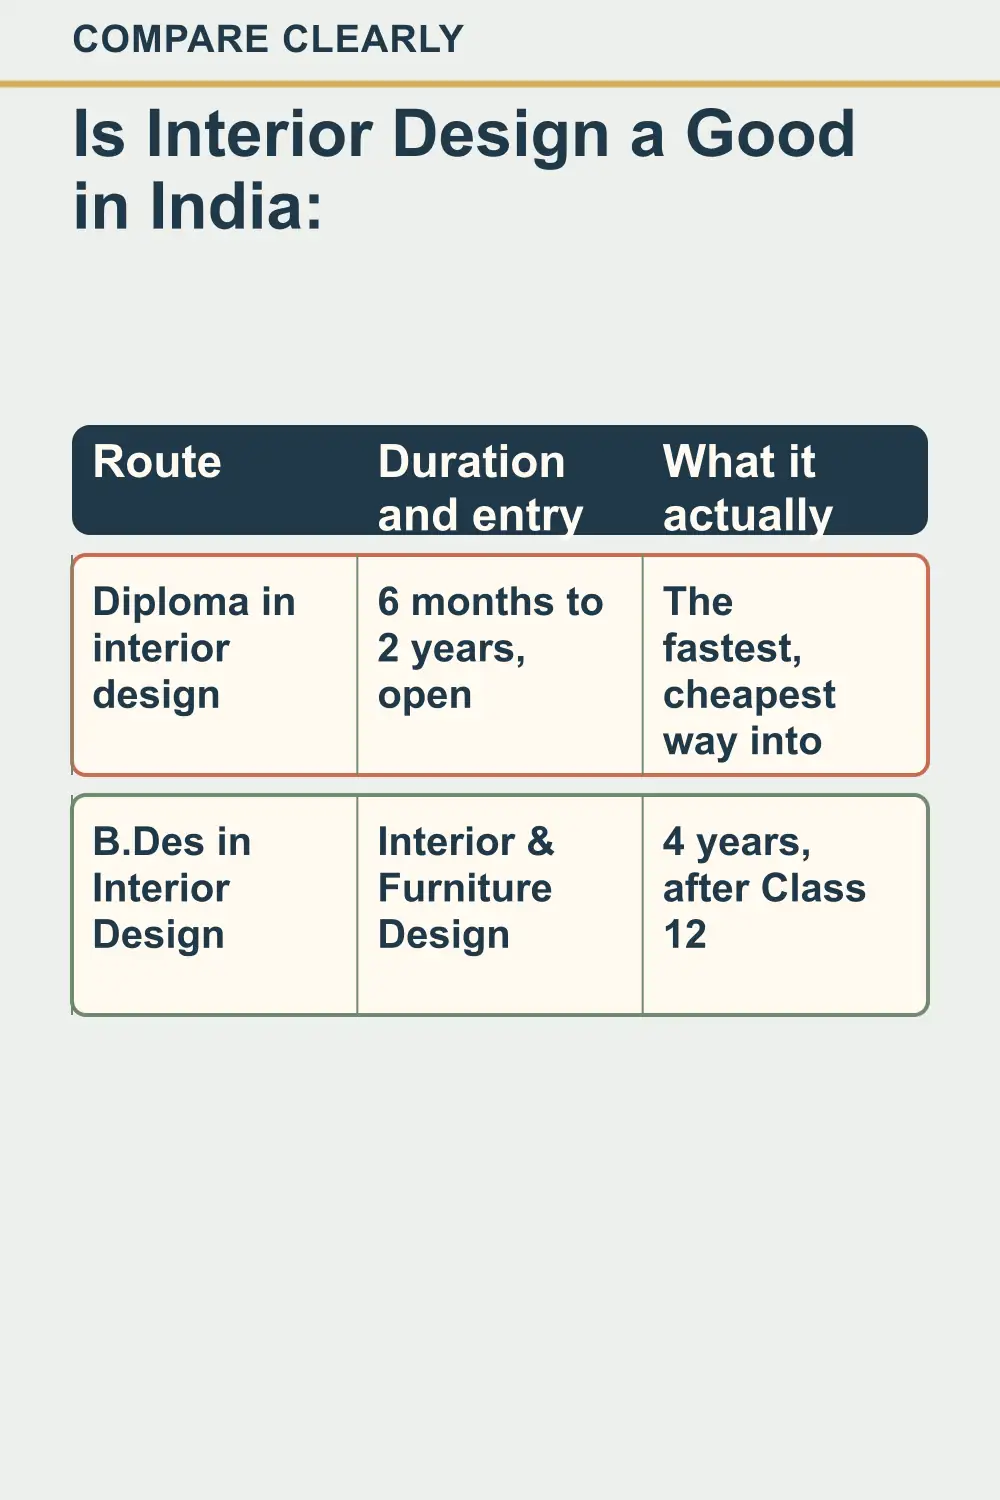 COMPARE CLEARLY
Is Interior Design a Good
in India:
Route
Duration
and entry
What it
actually
Diploma in
interior
design
6 months to
2 years,
open
The
fastest,
cheapest
way into
B.Des in
Interior
Design
Interior &
Furniture
Design
4 years,
after Class
12